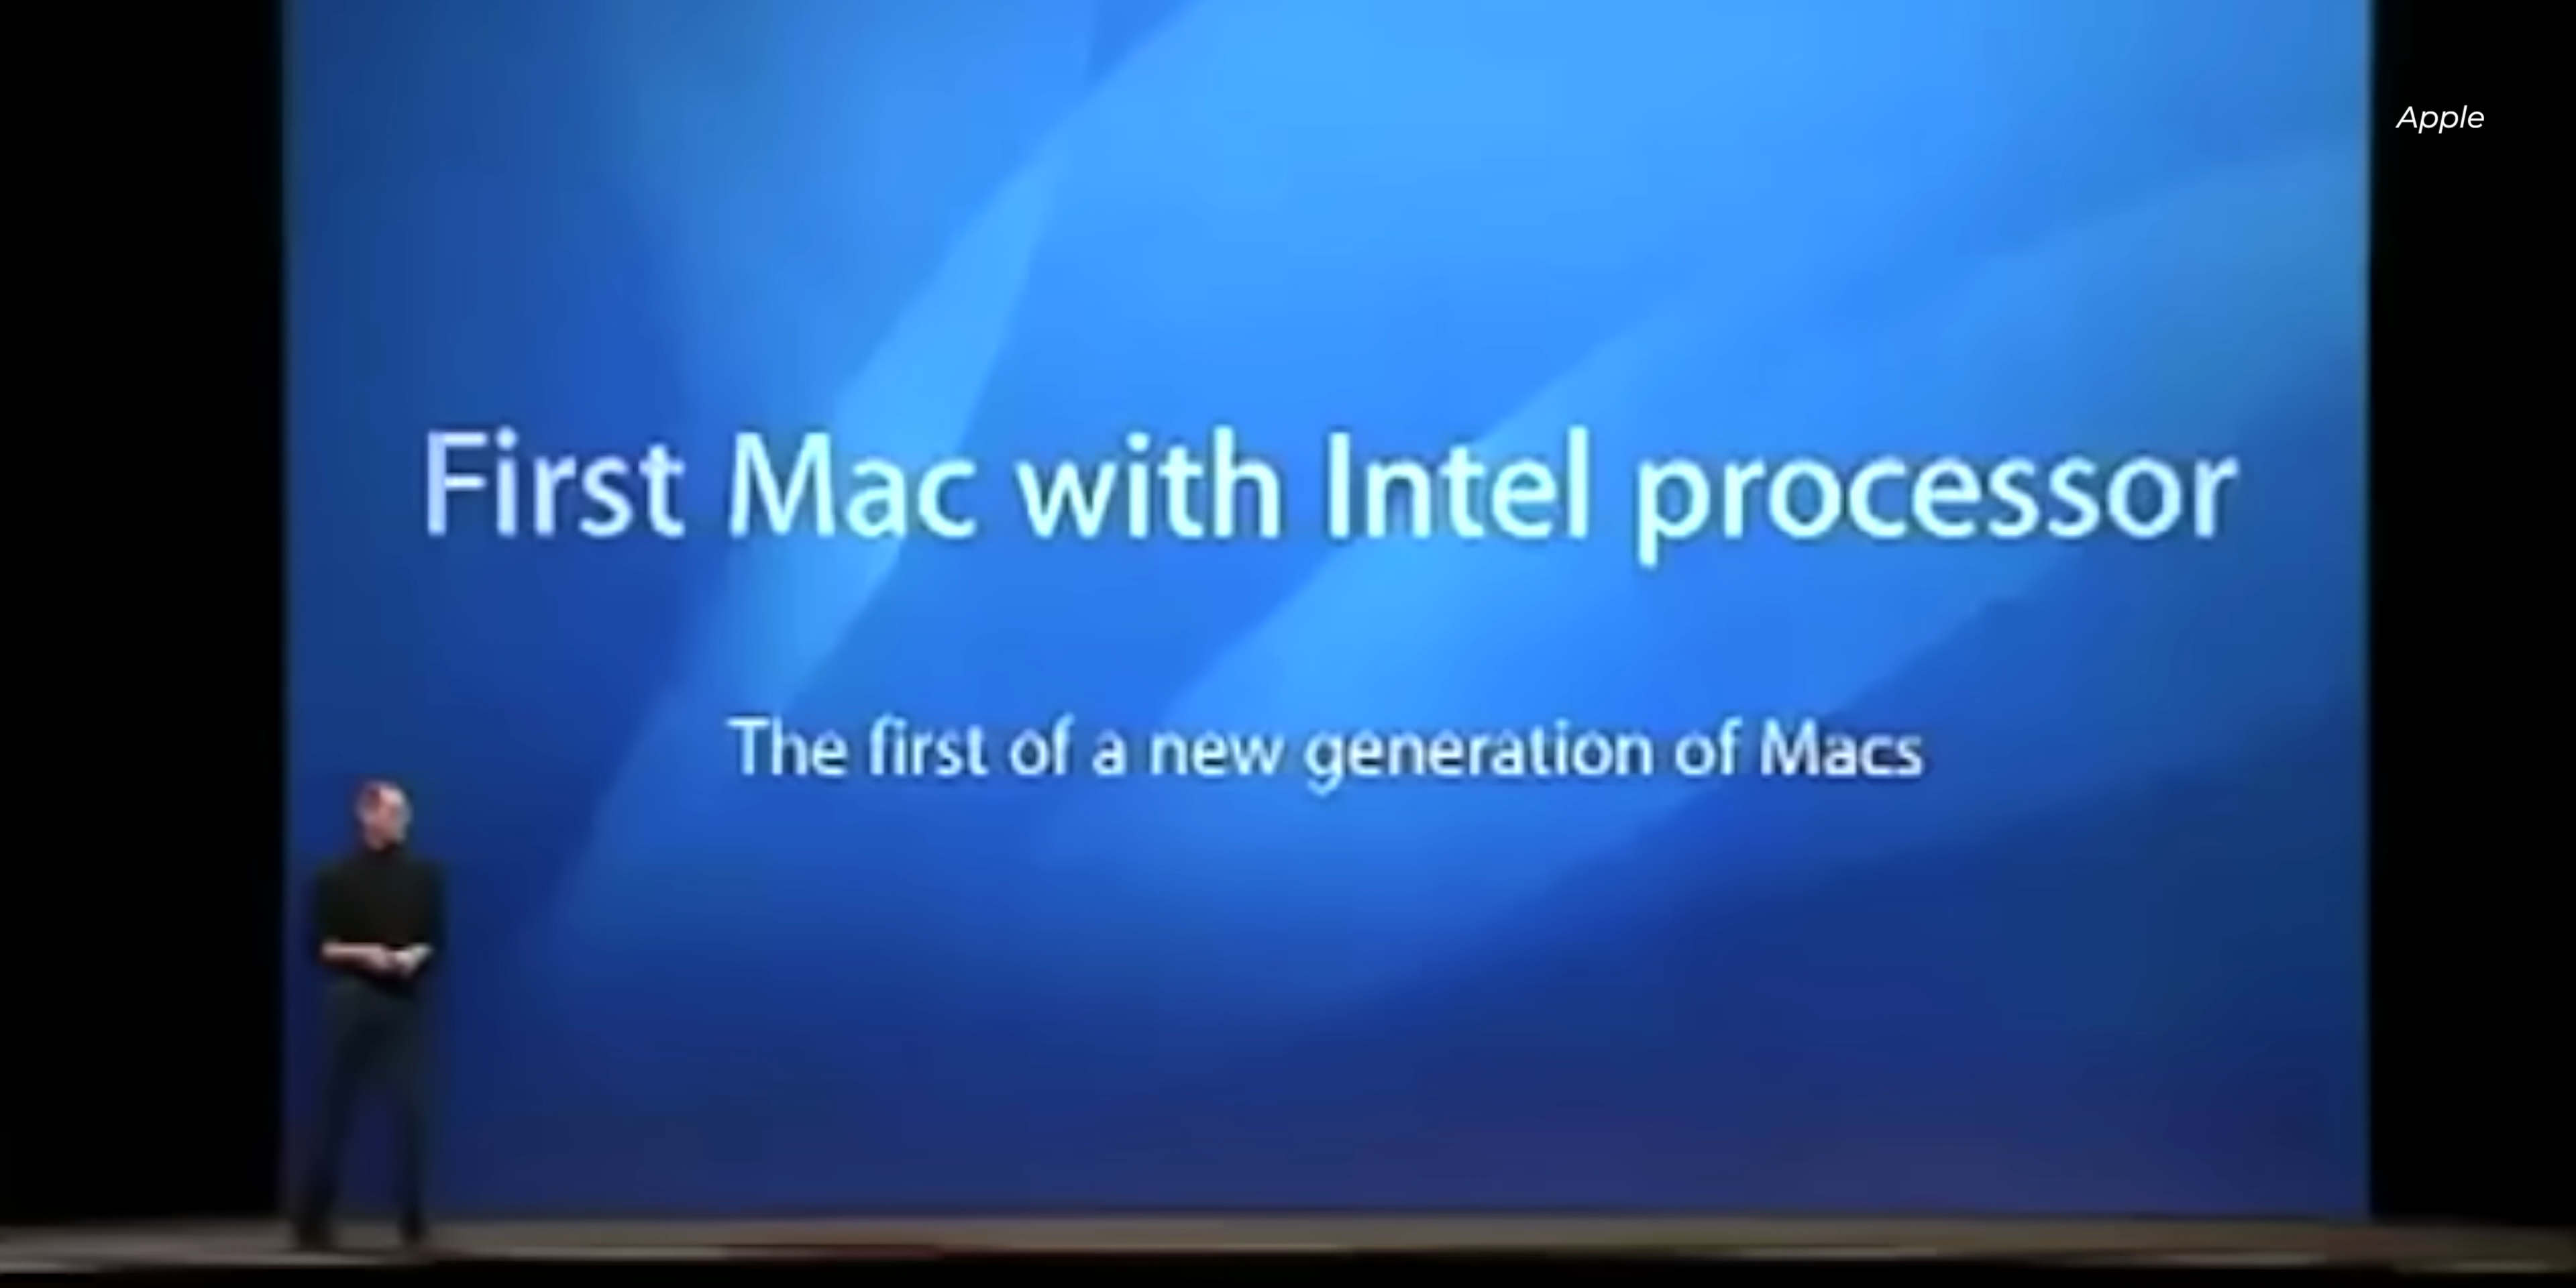 Apple
First Mac with Intel processor
The first of a new generation of Macs